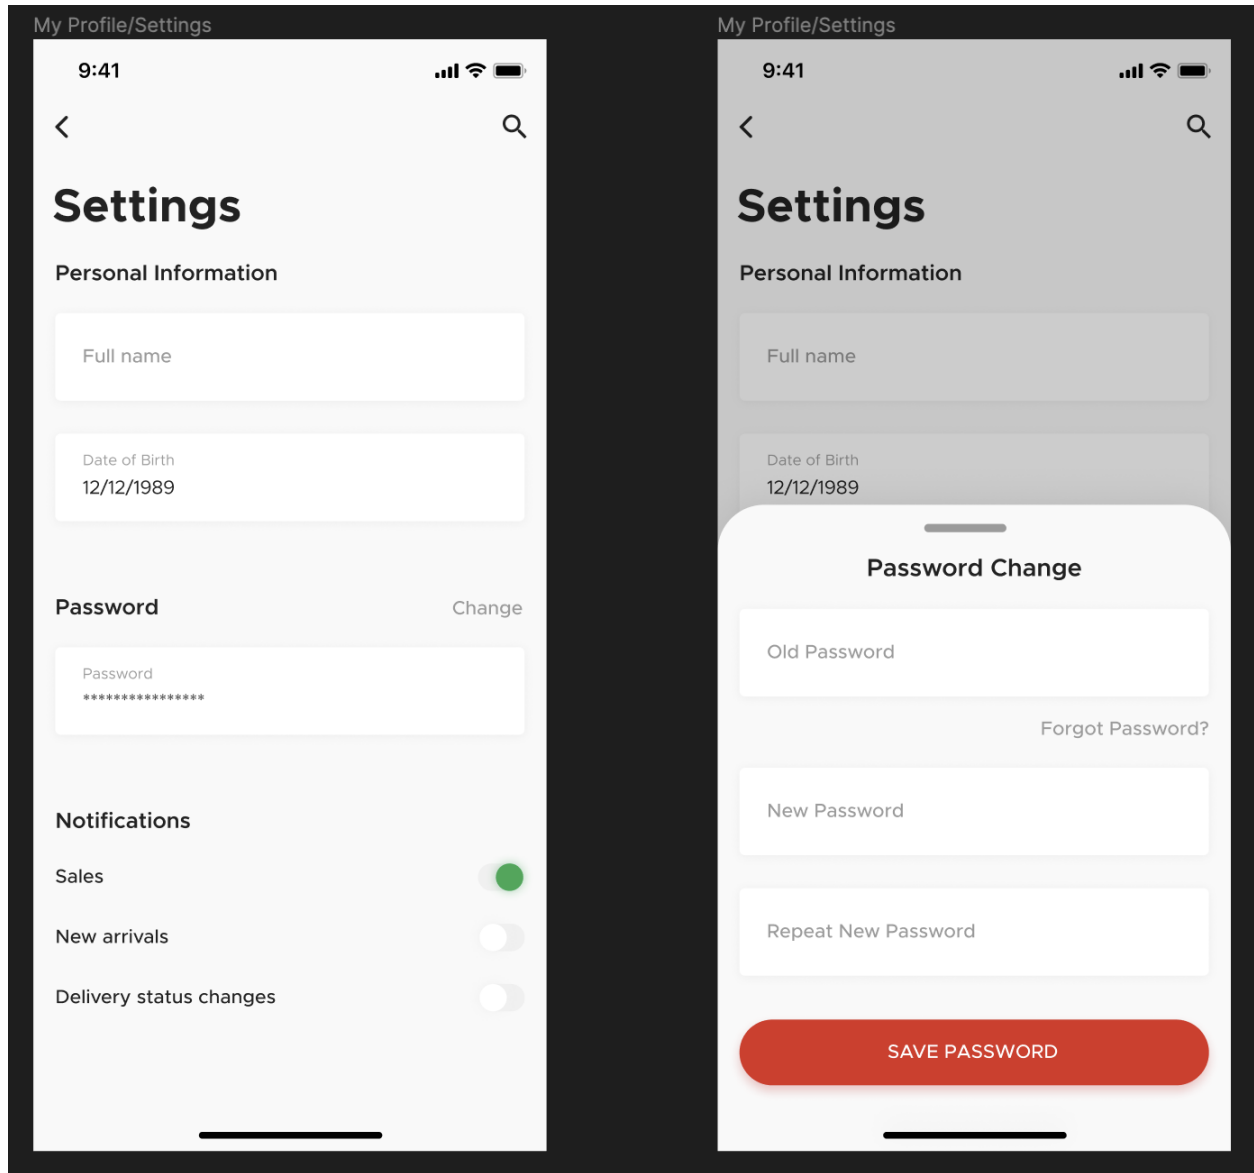 My Profile/Settings
9:41
Settings
Personal Information
Full name
Date of Birth
12/12/1989
Password
Change
Password
****************
Notifications
Sales
New arrivals
Delivery status changes
My Profile/Settings
9:41
Settings
Personal Information
Full name
Date of Birth
12/12/1989
Password Change
Old Password
Forgot Password?
New Password
Repeat New Password
SAVE PASSWORD